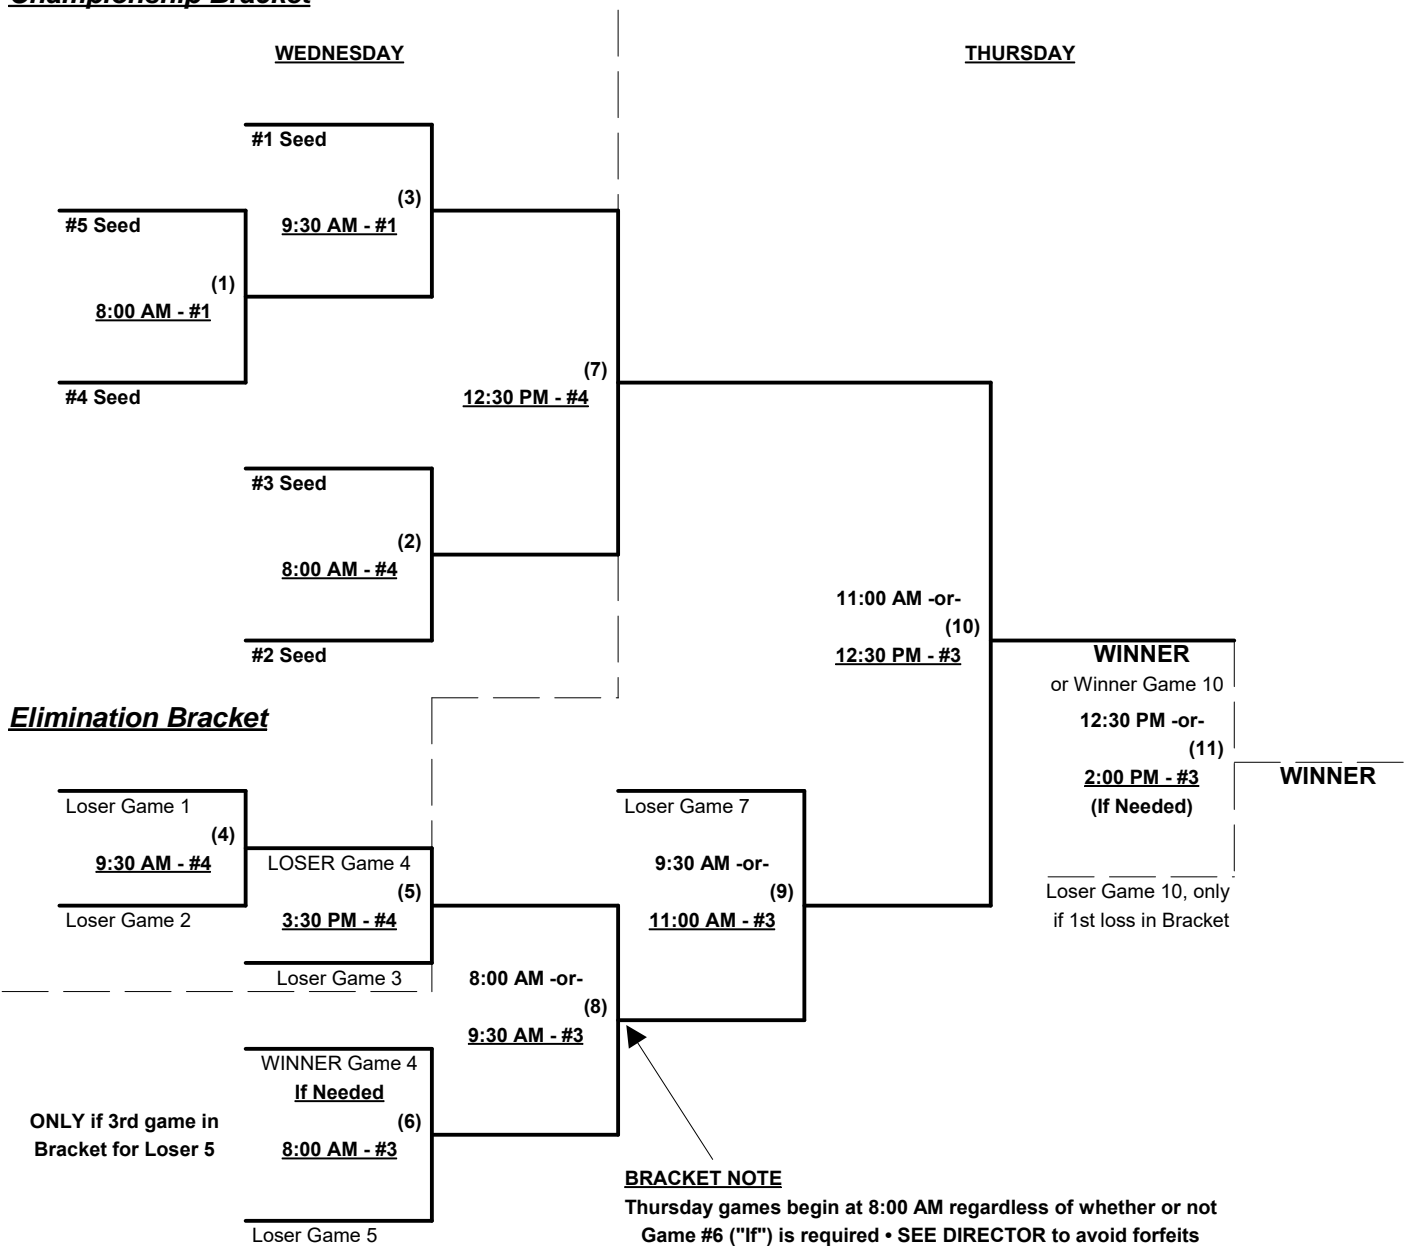 Championship Bracket
WEDNESDAY
THURSDAY
#1 Seed
(3)
9:30 AM - #1
#5 Seed
(1)
8:00 AM - #1
#4 Seed
(7)
12:30 PM - #4
#3 Seed
(2)
8:00 AM - #4
#2 Seed
11:00 AM -or-
(10)
12:30 PM - #3
WINNER
or Winner Game 10
12:30 PM -or-
(11)
2:00 PM - #3
(If Needed)
WINNER
Loser Game 10, only
if 1st loss in Bracket
Elimination Bracket
Loser Game 1
(4)
9:30 AM - #4
Loser Game 2
LOSER Game 4
(5)
3:30 PM - #4
Loser Game 3
Loser Game 7
9:30 AM -or-
(9)
11:00 AM - #3
8:00 AM -or-
(8)
9:30 AM - #3
WINNER Game 4
If Needed
(6)
8:00 AM - #3
Loser Game 5
ONLY if 3rd game in
Bracket for Loser 5
BRACKET NOTE
Thursday games begin at 8:00 AM regardless of whether or not
Game #6 ("If") is required • SEE DIRECTOR to avoid forfeits